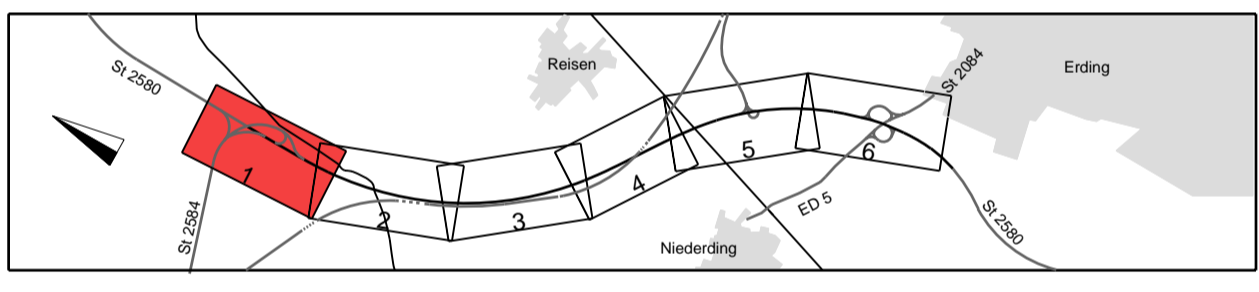 St 2580
Reisen
St 2084
Erding
1
St 2584
2
3
4
5
6
ED 5
Niederding
St 2580